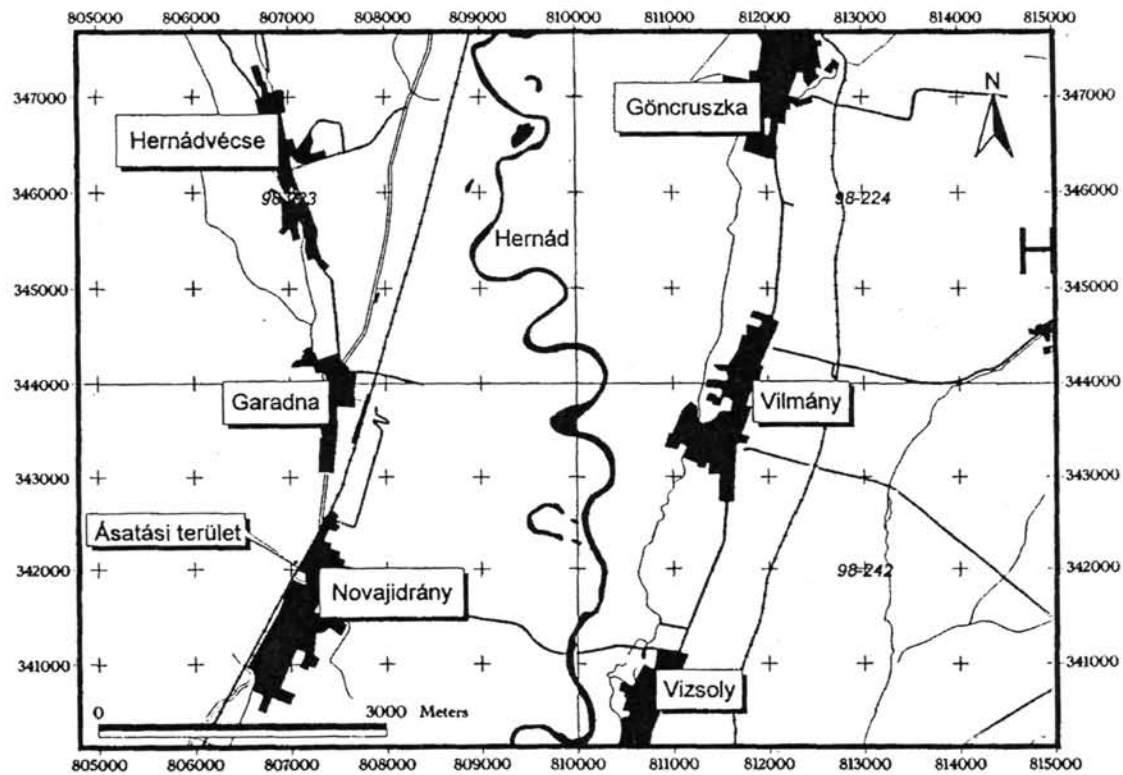 805000 806000 807000 808000 809000 810000 811000 812000 813000 814000 815000
347000 Hernádvécse Göncruszka N 347000
346000 98-223 98-224 346000
Hernád
H
345000 345000
344000 Garadna Vilmány 344000
343000 343000
Ásatási terület
342000 Novajidrány 98-242 342000
341000 Vizsoly 341000
0 3000 Meters
805000 806000 807000 808000 809000 810000 811000 812000 813000 814000 815000